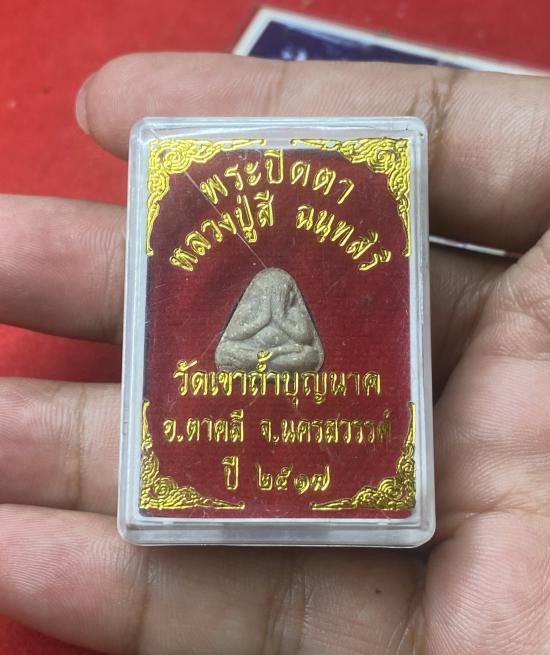 พระปิดตา
หลวงปู่สี ฉนฺทสิริ
วัดเขาถ้ำบุญนาค
อ.ตาคลี จ.นครสวรรค์
ปี ๒๕๑๗